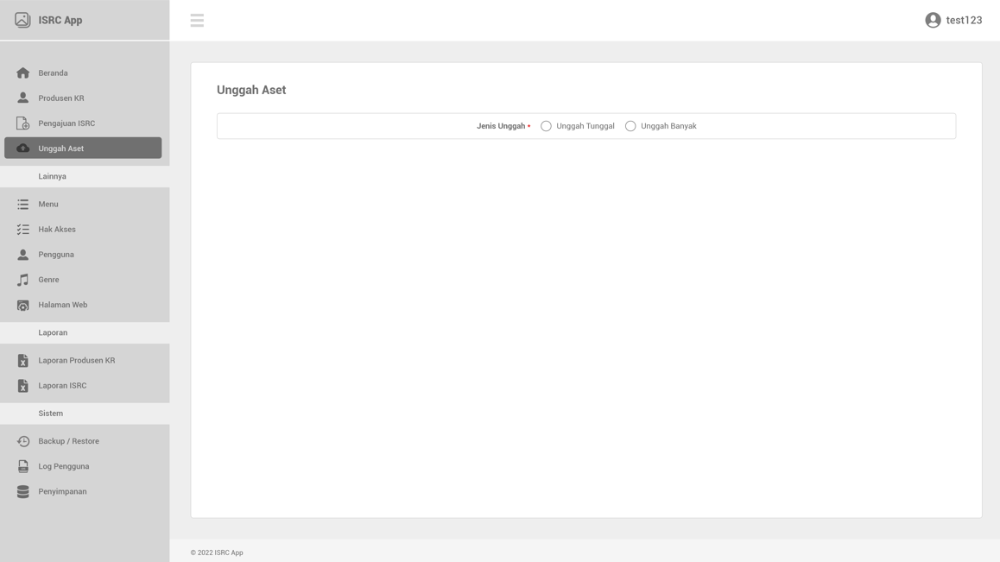 ISRC App
test123
Beranda
Produsen KR
Pengajuan ISRC
Unggah Aset
Lainnya
Menu
Hak Akses
Pengguna
Genre
Halaman Web
Laporan
Laporan Produsen KR
Laporan ISRC
Sistem
Backup / Restore
Log Pengguna
Penyimpanan
Unggah Aset
Jenis Unggah * Unggah Tunggal Unggah Banyak
© 2022 ISRC App